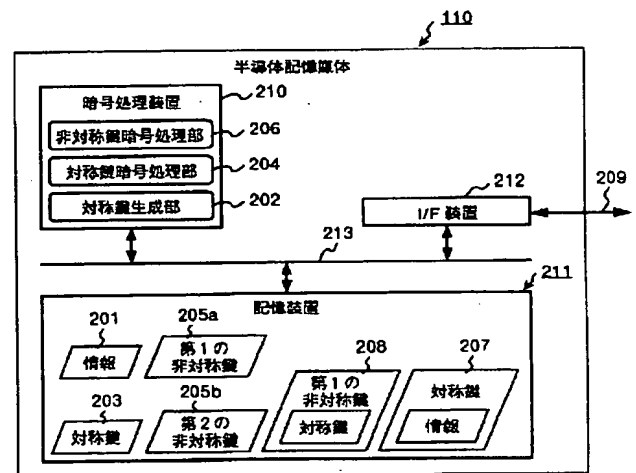 110
半導体記憶媒体
暗号処理装置
210
非対称鍵暗号処理部
206
対称鍵暗号処理部
204
対称鍵生成部
202
212
209
I/F 装置
213
211
記憶装置
201
情報
205a
第1の
非対称鍵
203
対称鍵
205b
第2の
非対称鍵
208
第1の
非対称鍵
対称鍵
207
対称鍵
情報